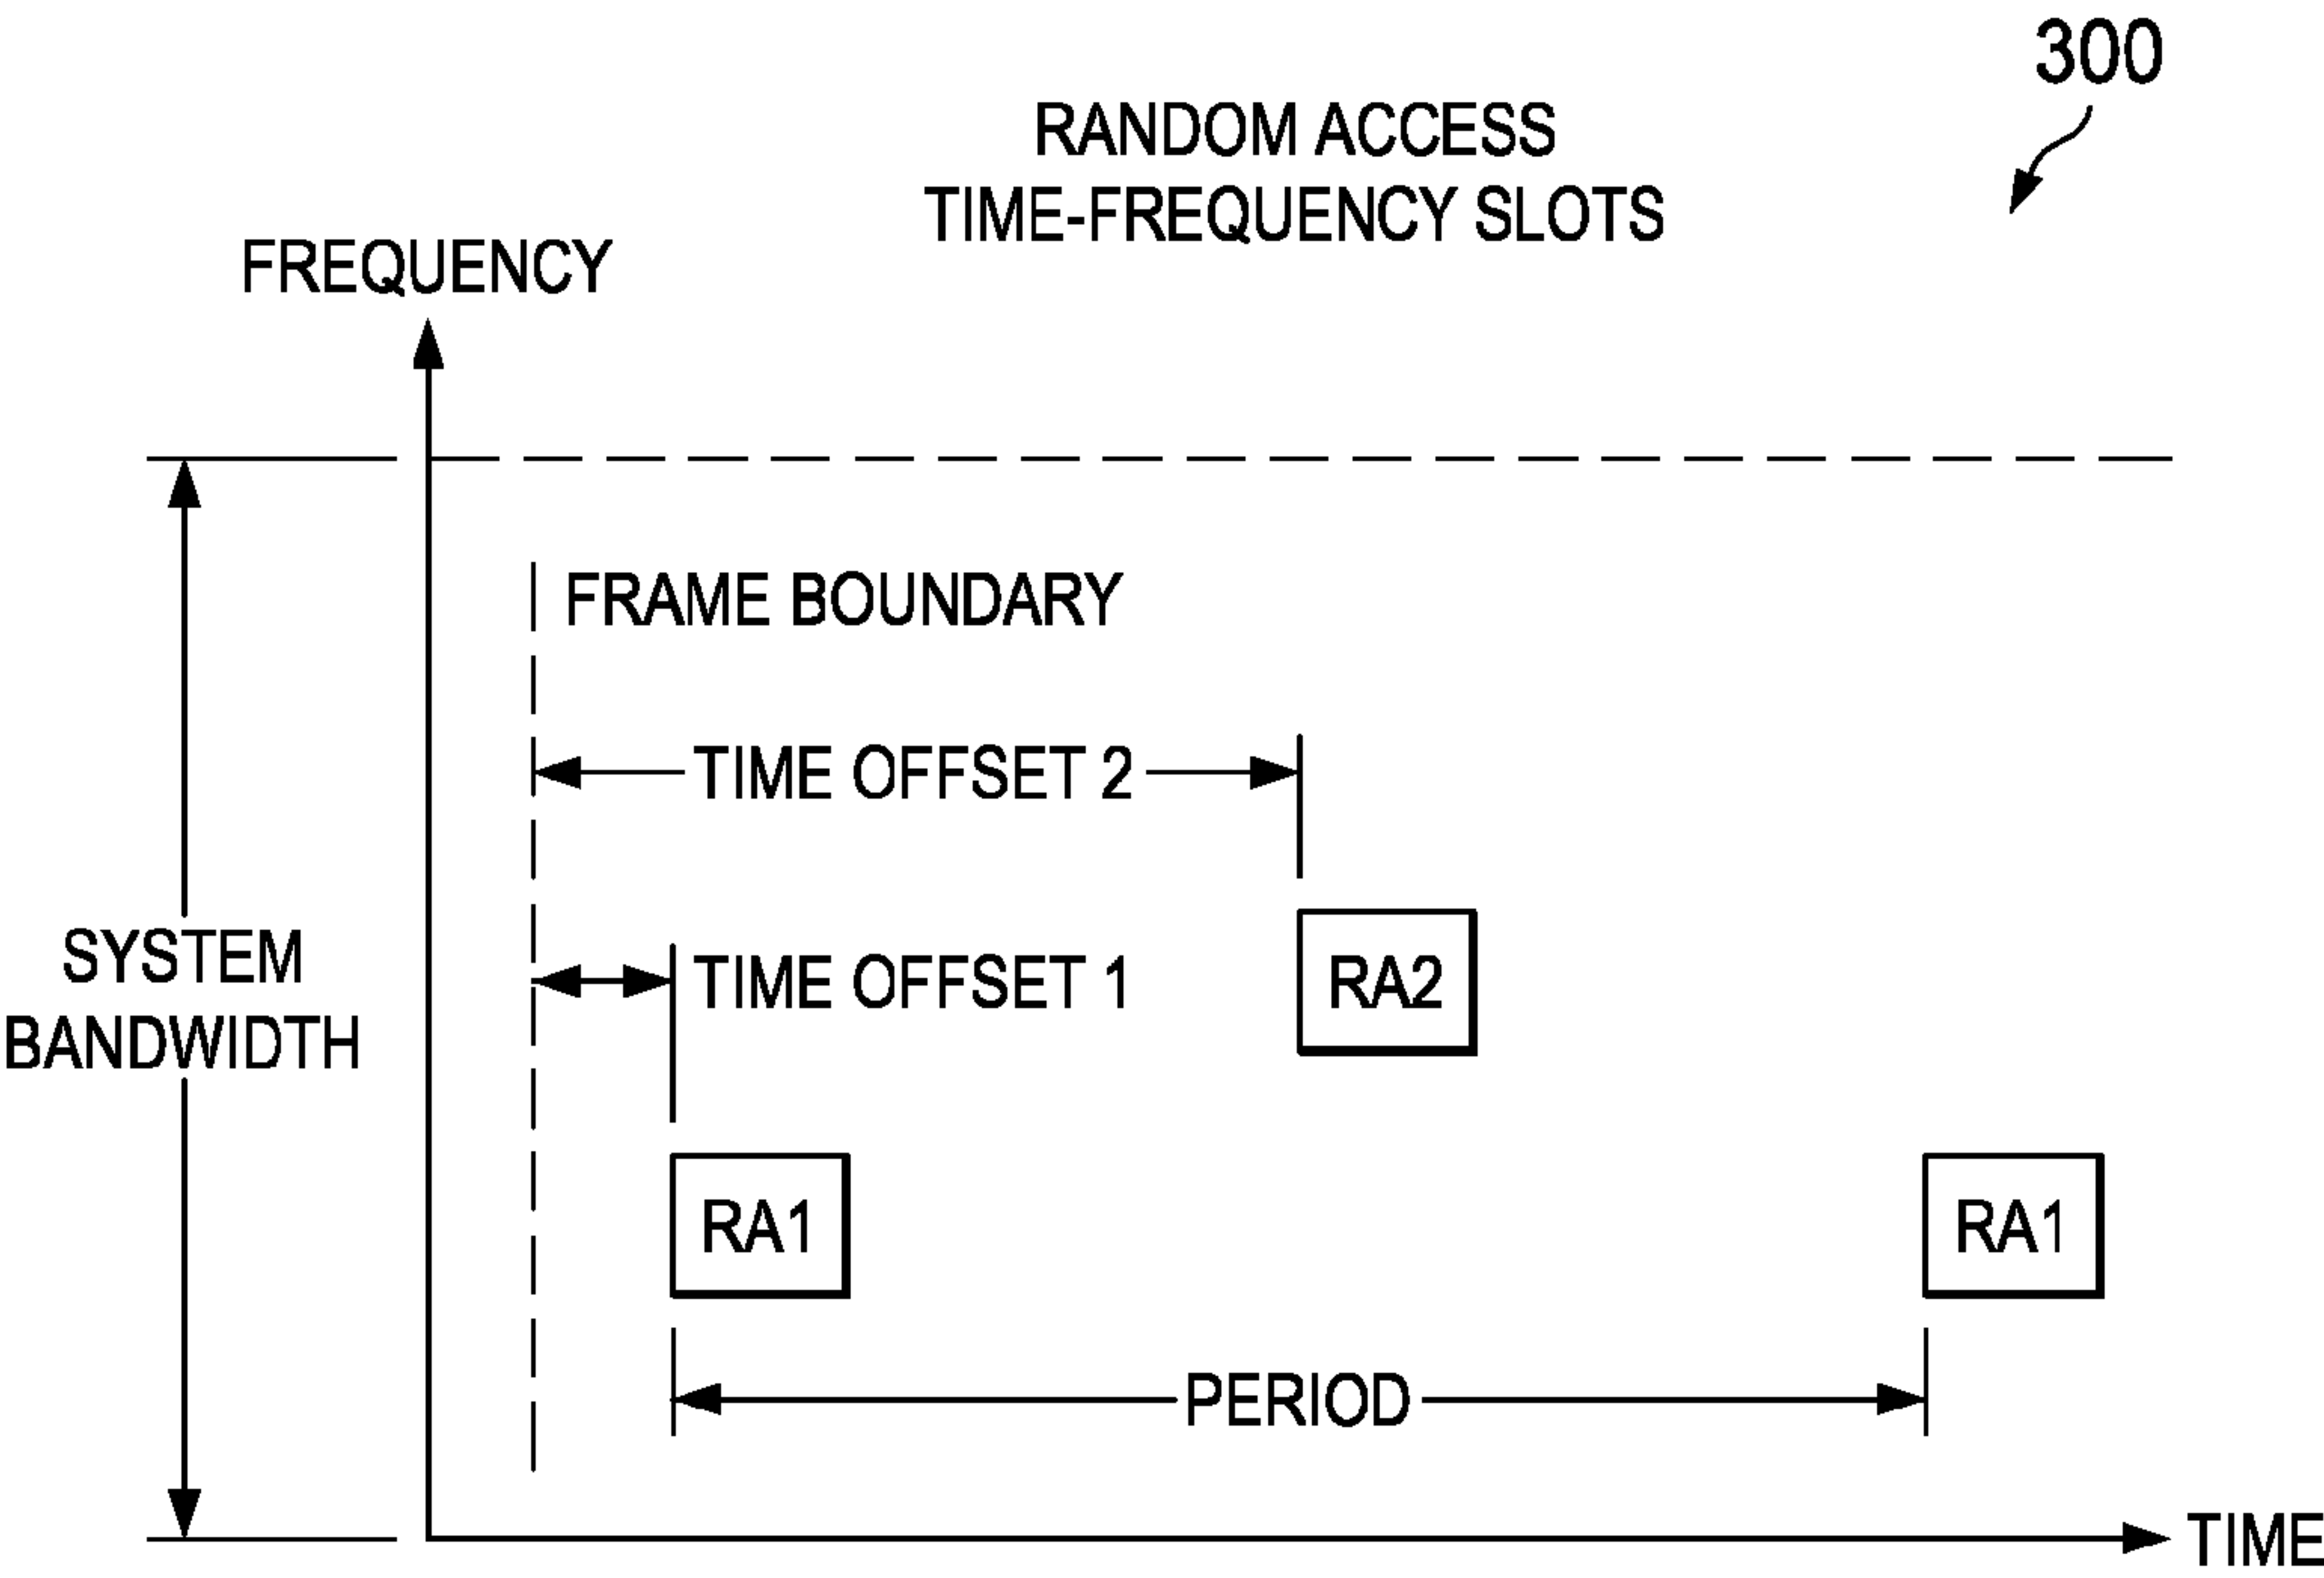 300
RANDOM ACCESS
TIME-FREQUENCY SLOTS
FREQUENCY
FRAME BOUNDARY
TIME OFFSET 2
SYSTEM
BANDWIDTH
TIME OFFSET 1
RA2
RA1
RA1
PERIOD
TIME